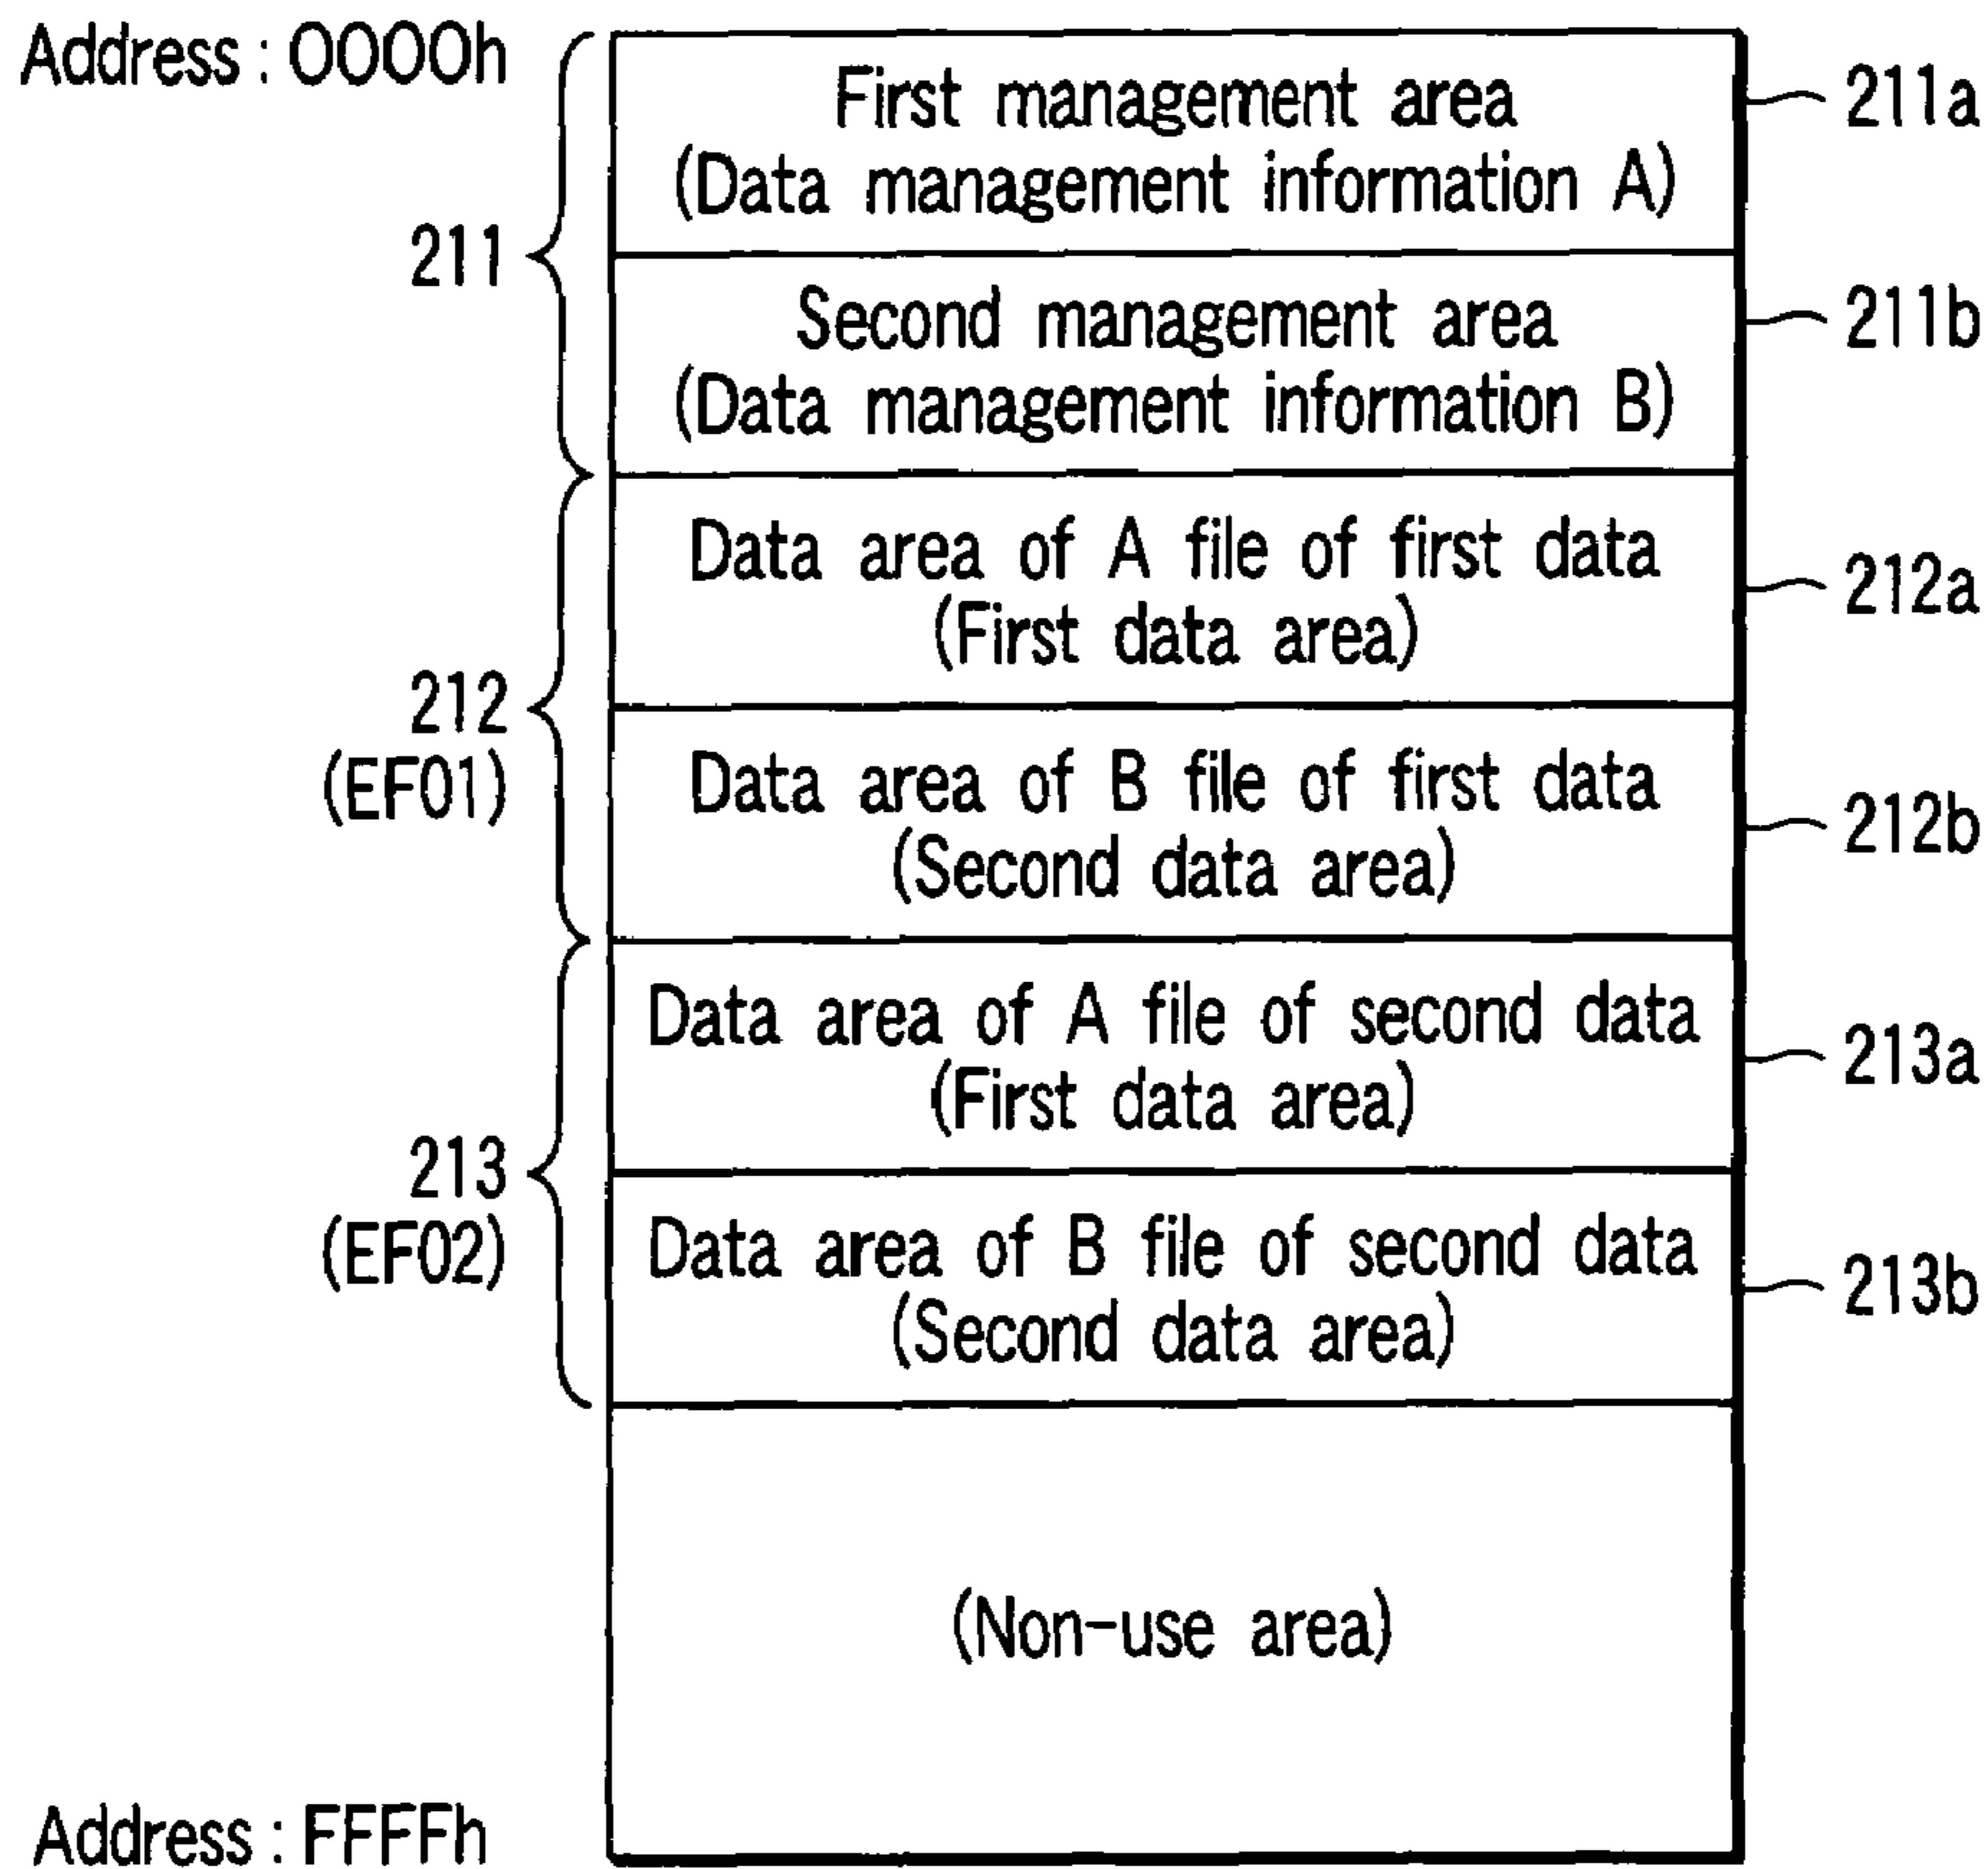 Address : 0000h
First management area
(Data management information A)
211a
211
Second management area
(Data management information B)
211b
Data area of A file of first data
(First data area)
212a
212
(EF01)
Data area of B file of first data
(Second data area)
212b
Data area of A file of second data
(First data area)
213a
213
(EF02)
Data area of B file of second data
(Second data area)
213b
(Non-use area)
Address : FFFFh